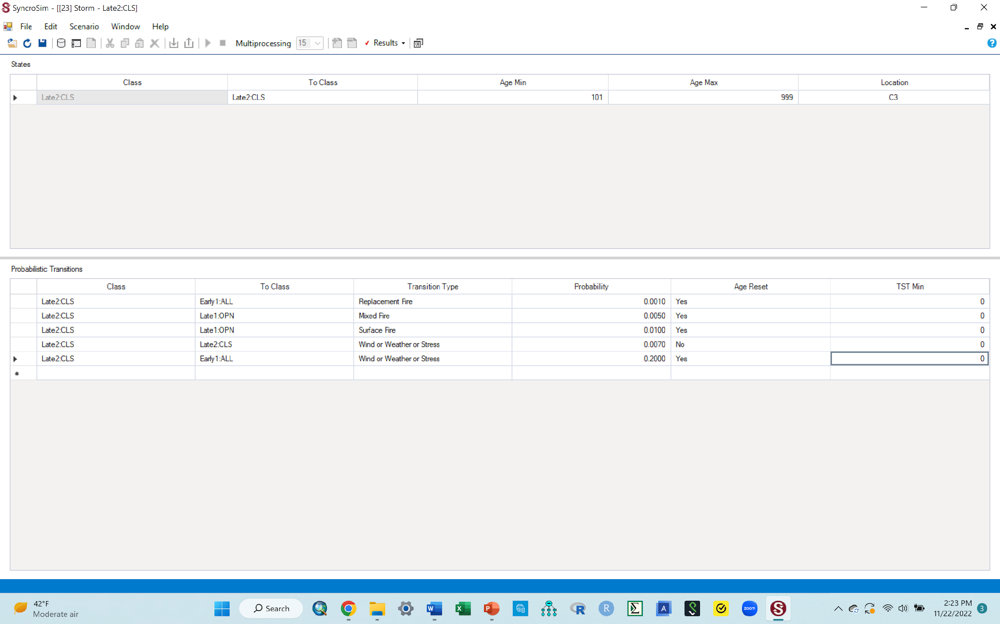 SyncroSim - [[23] Storm - Late2:CLS]
File Edit Scenario Window Help
Multiprocessing 15 Results
States
Class To Class Age Min Age Max Location
Late2:CLS Late2:CLS 101 999 C3
Probabilistic Transitions
Class To Class Transition Type Probability Age Reset TST Min
Late2:CLS Early1:ALL Replacement Fire 0.0010 Yes 0
Late2:CLS Late1:OPN Mixed Fire 0.0050 Yes 0
Late2:CLS Late1:OPN Surface Fire 0.0100 Yes 0
Late2:CLS Late2:CLS Wind or Weather or Stress 0.0070 No 0
Late2:CLS Early1:ALL Wind or Weather or Stress 0.2000 Yes 0
42°F
Moderate air
Search
W X P R R Σ A zoom S
2:23 PM
11/22/2022
3